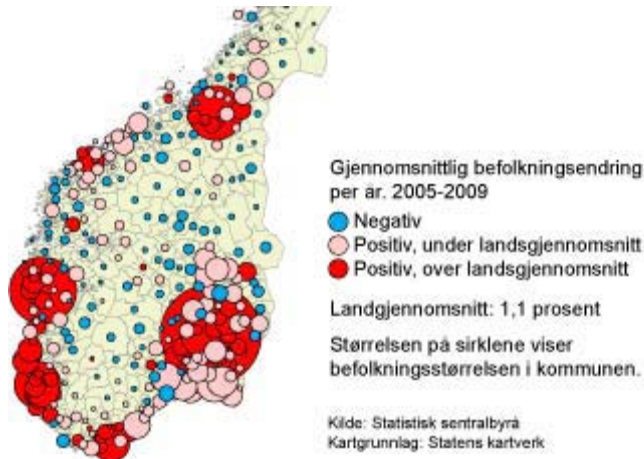 Gjennomsnittlig befolkningsendring
per år. 2005-2009
Negativ
Positiv, under landsgjennomsnitt
Positiv, over landsgjennomsnitt
Landgjennomsnitt: 1,1 prosent
Størrelsen på sirklene viser
befolkningsstørrelsen i kommunen.
Kilde: Statistisk sentralbyrå
Kartgrunnlag: Statens kartverk